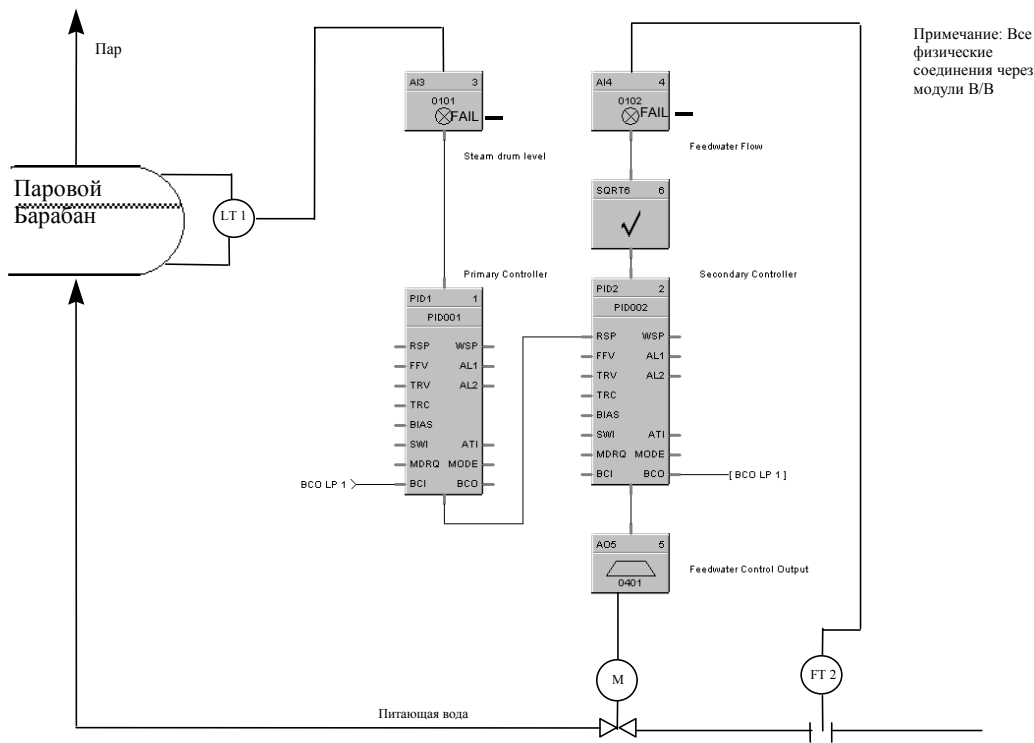 Пар
Примечание: Все
физические
соединения через
модули В/В
AI3 3
0101
FAIL
Steam drum level
AI4 4
0102
FAIL
Feedwater Flow
SQRT6 6
Паровой
Барабан
LT 1
Primary Controller
PID1 1
PID001
RSP WSP
FFV AL1
TRV AL2
TRC
BIAS
SWI ATI
MDRQ MODE
BCI BCO
BCO LP 1
Secondary Controller
PID2 2
PID002
RSP WSP
FFV AL1
TRV AL2
TRC
BIAS
SWI ATI
MDRQ MODE
BCI BCO
[ BCO LP 1 ]
AO5 5
0401
Feedwater Control Output
M
FT 2
Питающая вода